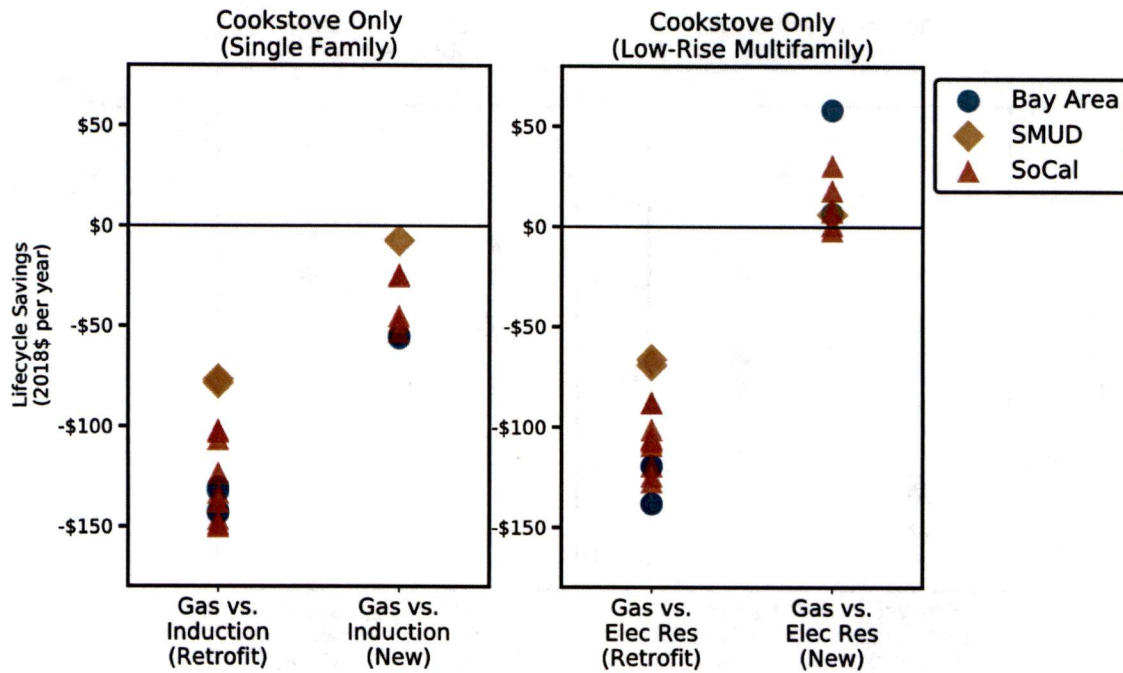 Cookstove Only
(Single Family)
Cookstove Only
(Low-Rise Multifamily)
Bay Area
SMUD
SoCal
Lifecycle Savings
(2018$ per year)
$50
$0
-$50
-$100
-$150
$50
$0
-$50
-$100
-$150
Gas vs.
Induction
(Retrofit)
Gas vs.
Induction
(New)
Gas vs.
Elec Res
(Retrofit)
Gas vs.
Elec Res
(New)